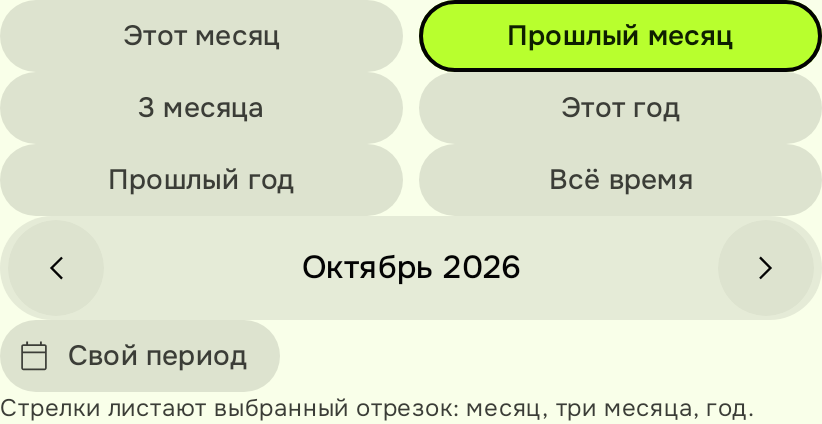 Этот месяц
Прошлый месяц
3 месяца
Этот год
Прошлый год
Всё время
Октябрь 2026
Свой период
Стрелки листают выбранный отрезок: месяц, три месяца, год.